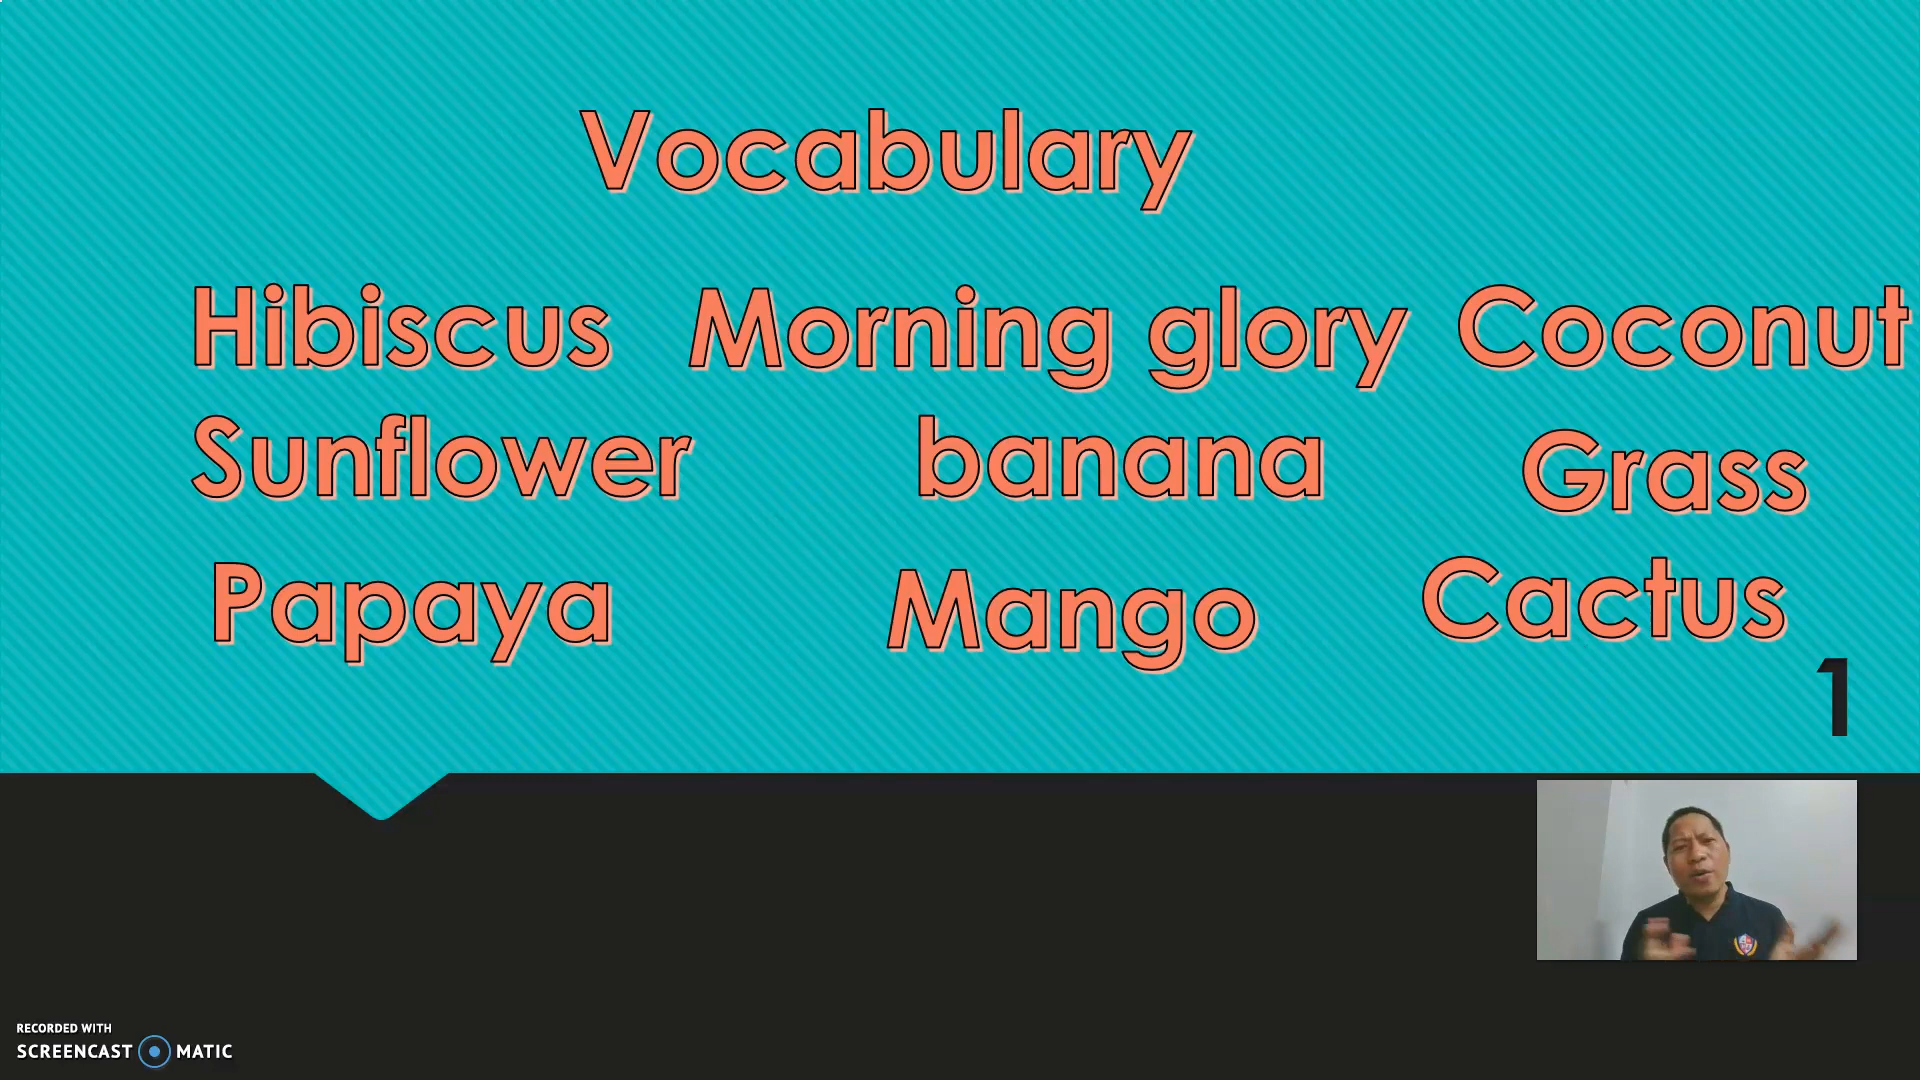 Vocabulary
Hibiscus Morning glory Coconut
Sunflower banana Grass
Papaya Mango Cactus
1
RECORDED WITH
SCREENCAST MATIC